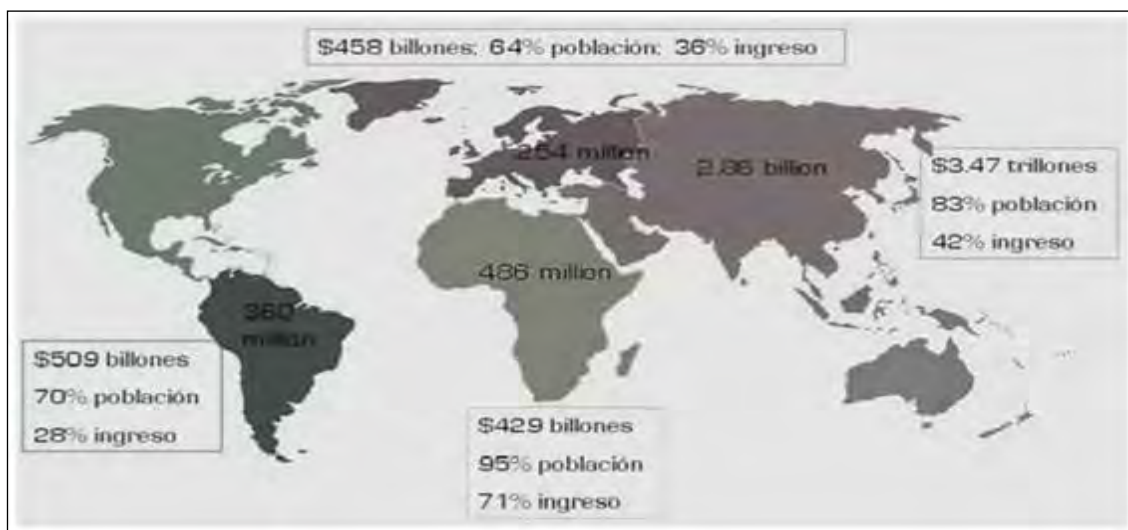 $458 billones; 64% población; 36% ingreso
254 million
2.86 billion
$3.47 trillones
83% población
42% ingreso
486 million
360
million
$509 billones
70% población
28% ingreso
$429 billones
95% población
71% ingreso